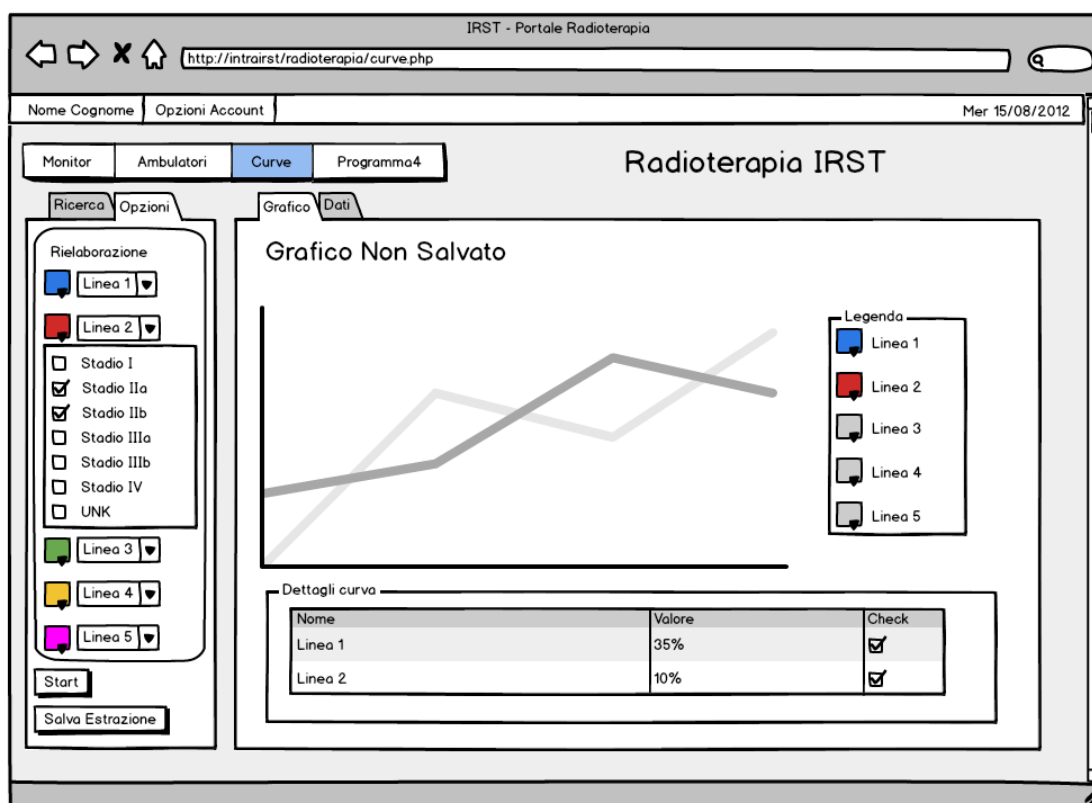 IRST - Portale Radioterapia
http://intrairst/radioterapia/curve.php
Nome Cognome Opzioni Account Mer 15/08/2012
Monitor Ambulatori Curve Programma4
Radioterapia IRST
Ricerca Opzioni
Rielaborazione
Linea 1
Linea 2
Stadio I
Stadio IIa
Stadio IIb
Stadio IIIa
Stadio IIIb
Stadio IV
UNK
Linea 3
Linea 4
Linea 5
Start
Salva Estrazione
Grafico Dati
Grafico Non Salvato
Legenda
Linea 1
Linea 2
Linea 3
Linea 4
Linea 5
Dettagli curva
Nome Valore Check
Linea 1 35%
Linea 2 10%